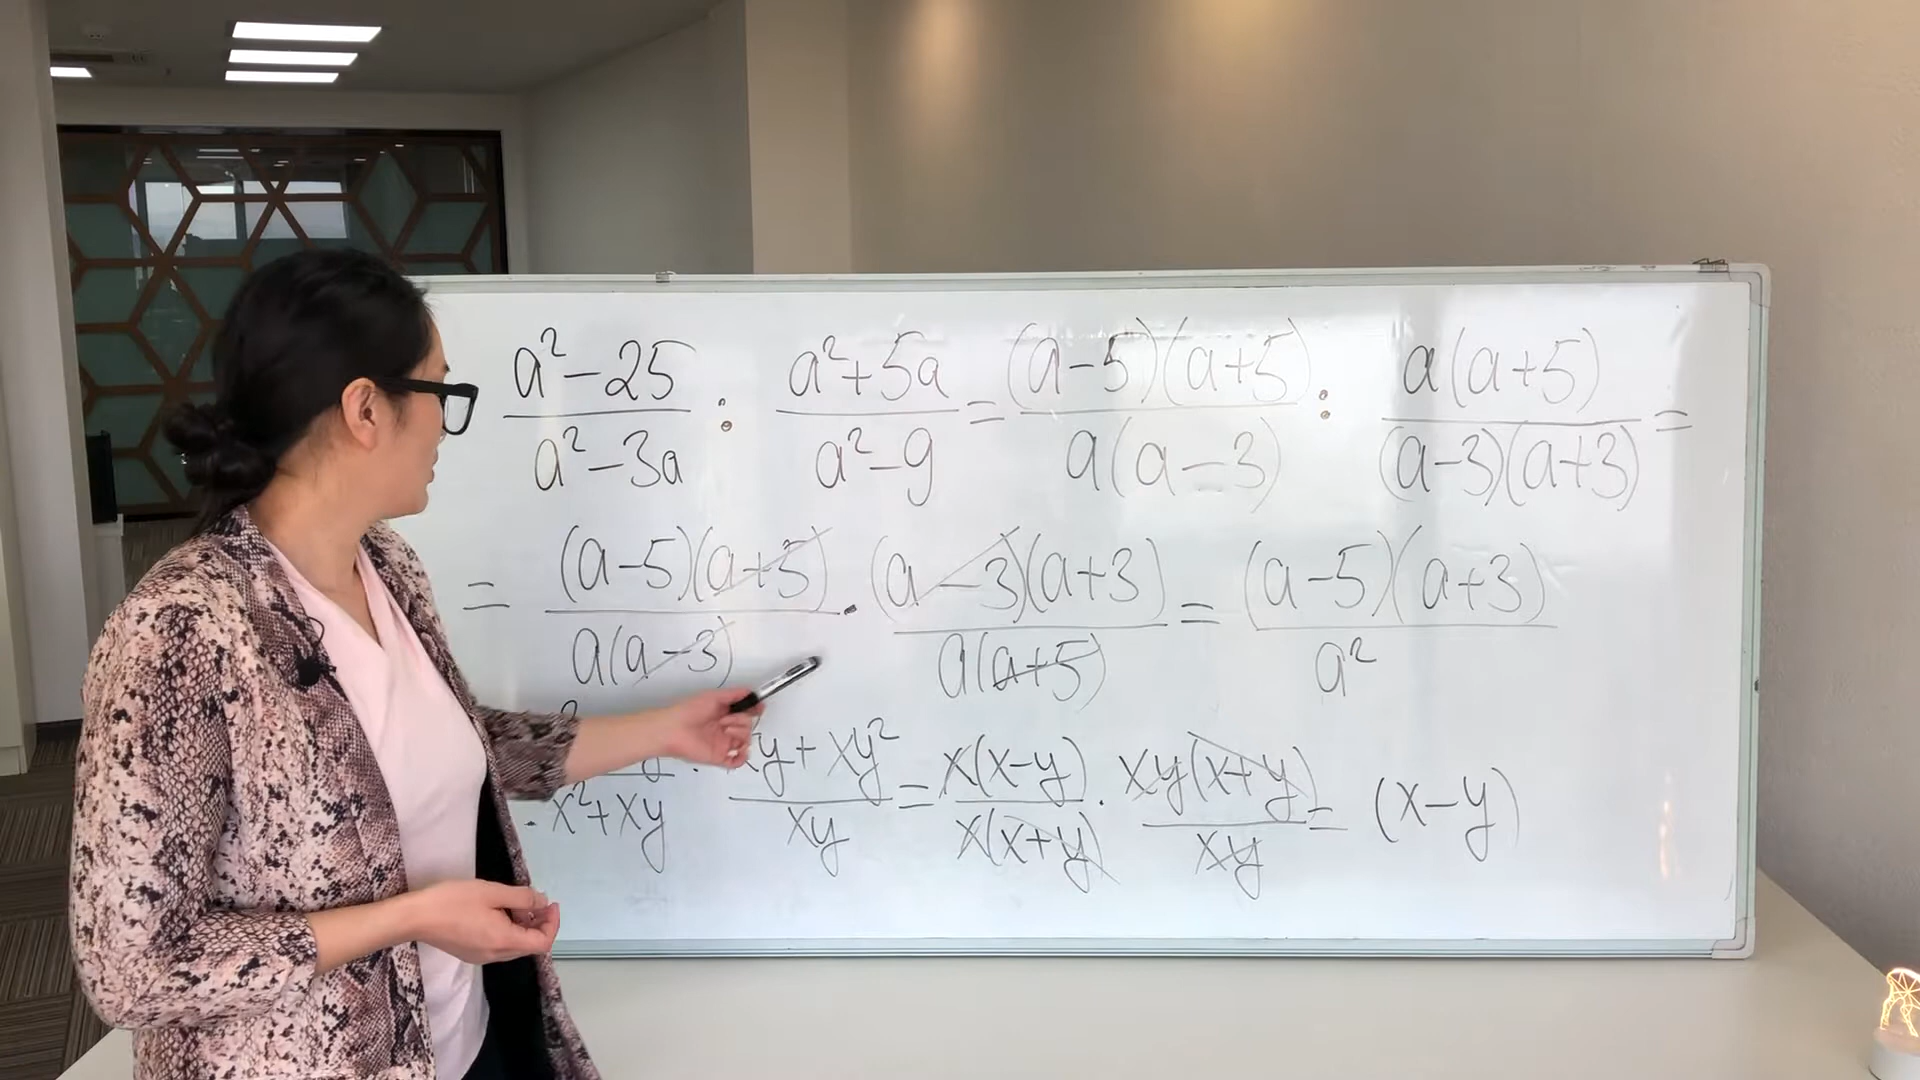 (a²-25)/(a²-3a) : (a²+5a)/(a²-9) = (a-5)(a+5)/a(a-3) : a(a+5)/(a-3)(a+3) =
= (a-5)(a+5)/a(a-3) · (a-3)(a+3)/a(a+5) = (a-5)(a+3)/a²
x²+xy · y+xy²/xy = x(x-y)/x(x+y) · xy(x+y)/xy = (x-y)